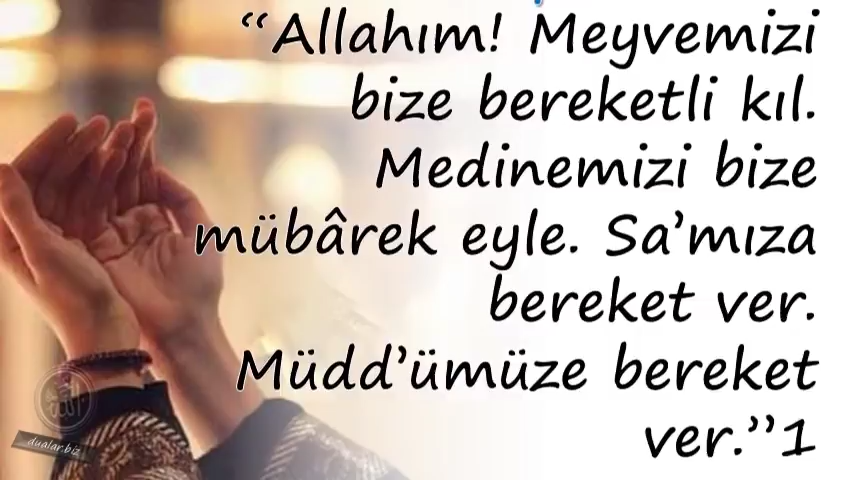 “Allahım! Meyvemizi
bize bereketli kıl.
Medinemizi bize
mübârek eyle. Sa’mıza
bereket ver.
Müdd’ümüze bereket
ver.”1
الله
dualar.biz